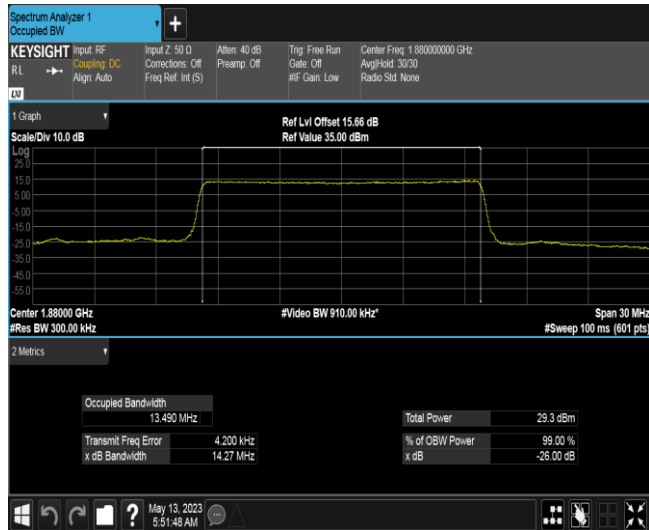 Spectrum Analyzer 1
Occupied BW
+
KEYSIGHT Input: RF Input Z: 50 Ω Atten: 40 dB Trig: Free Run Center Freq: 1.880000000 GHz
RL Coupling: DC Corrections: Off Preamp: Off Gate: Off Avg|Hold: 30/30
Align: Auto Freq Ref: Int (S) #IF Gain: Low Radio Std: None
LXI
1 Graph
Ref Lvl Offset 15.66 dB
Scale/Div 10.0 dB Ref Value 35.00 dBm
Log
25.0
15.0
5.00
-5.00
-15.0
-25.0
-35.0
-45.0
-55.0
Center 1.88000 GHz #Video BW 910.00 kHz* Span 30 MHz
#Res BW 300.00 kHz #Sweep 100 ms (601 pts)
2 Metrics
Occupied Bandwidth
13.490 MHz Total Power 29.3 dBm
Transmit Freq Error 4.200 kHz % of OBW Power 99.00 %
x dB Bandwidth 14.27 MHz x dB -26.00 dB
? May 13, 2023
5:51:48 AM